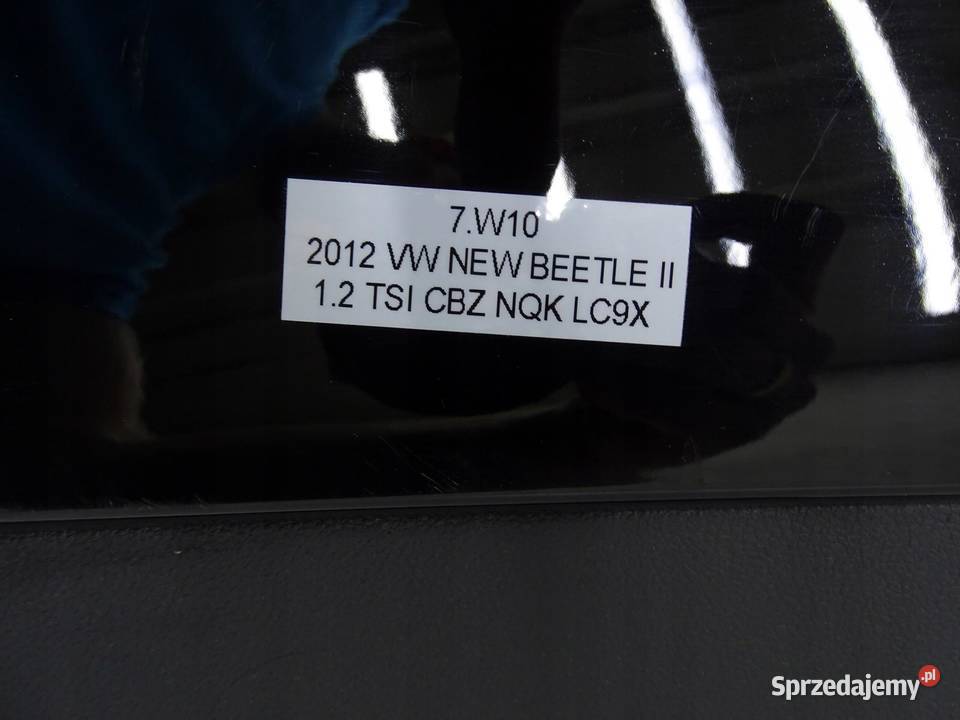 7.W10
2012 VW NEW BEETLE II
1.2 TSI CBZ NQK LC9X
Sprzedajemy.pl